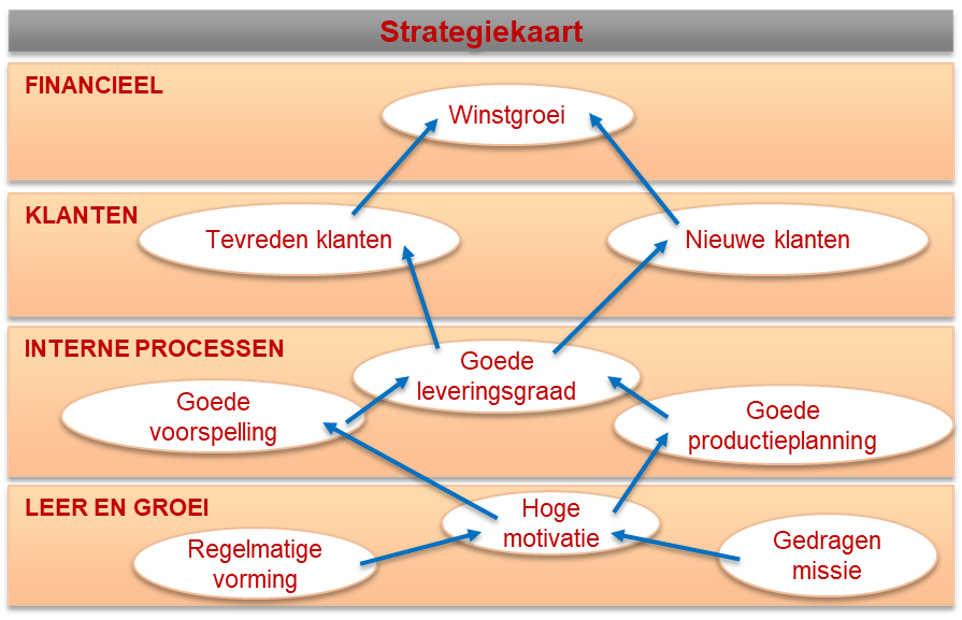 Strategiekaart
FINANCIEEL
Winstgroei
KLANTEN
Tevreden klanten
Nieuwe klanten
INTERNE PROCESSEN
Goede
leveringsgraad
Goede
voorspelling
Goede
productieplanning
LEER EN GROEI
Hoge
motivatie
Regelmatige
vorming
Gedragen
missie